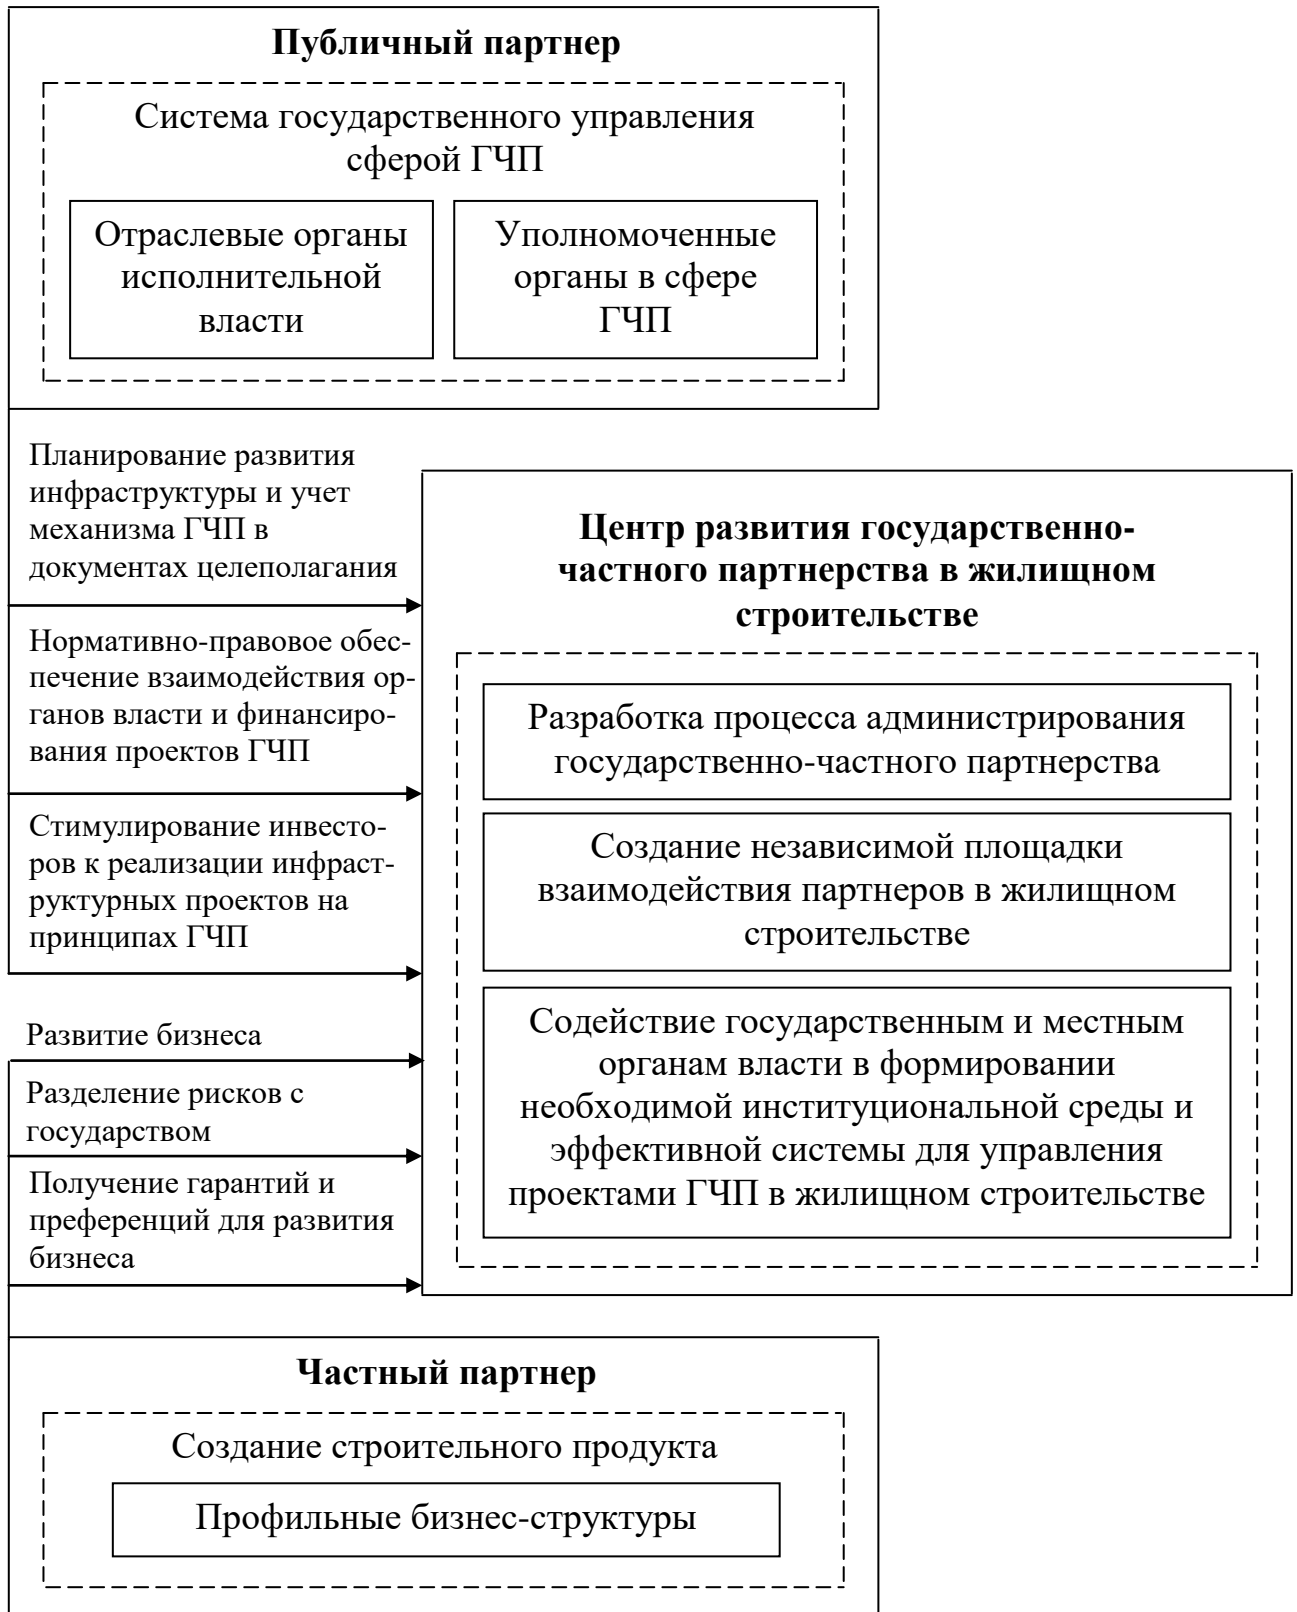 Публичный партнер
Система государственного управления
сферой ГЧП
Отраслевые органы
исполнительной
власти
Уполномоченные
органы в сфере
ГЧП
Планирование развития
инфраструктуры и учет
механизма ГЧП в
документах целеполагания
Нормативно-правовое обес-
печение взаимодействия ор-
ганов власти и финансиро-
вания проектов ГЧП
Стимулирование инвесто-
ров к реализации инфраст-
руктурных проектов на
принципах ГЧП
Развитие бизнеса
Разделение рисков с
государством
Получение гарантий и
преференций для развития
бизнеса
Центр развития государственно-
частного партнерства в жилищном
строительстве
Разработка процесса администрирования
государственно-частного партнерства
Создание независимой площадки
взаимодействия партнеров в жилищном
строительстве
Содействие государственным и местным
органам власти в формировании
необходимой институциональной среды и
эффективной системы для управления
проектами ГЧП в жилищном строительстве
Частный партнер
Создание строительного продукта
Профильные бизнес-структуры